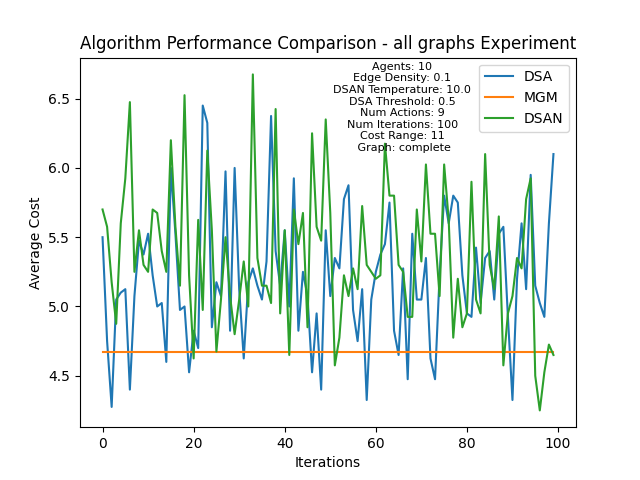 Algorithm Performance Comparison - all graphs Experiment
Agents: 10
Edge Density: 0.1
DSAN Temperature: 10.0
DSA Threshold: 0.5
Num Actions: 9
Num Iterations: 100
Cost Range: 11
Graph: complete
DSA
MGM
DSAN
6.5
6.0
5.5
5.0
4.5
Average Cost
0
20
40
60
80
100
Iterations